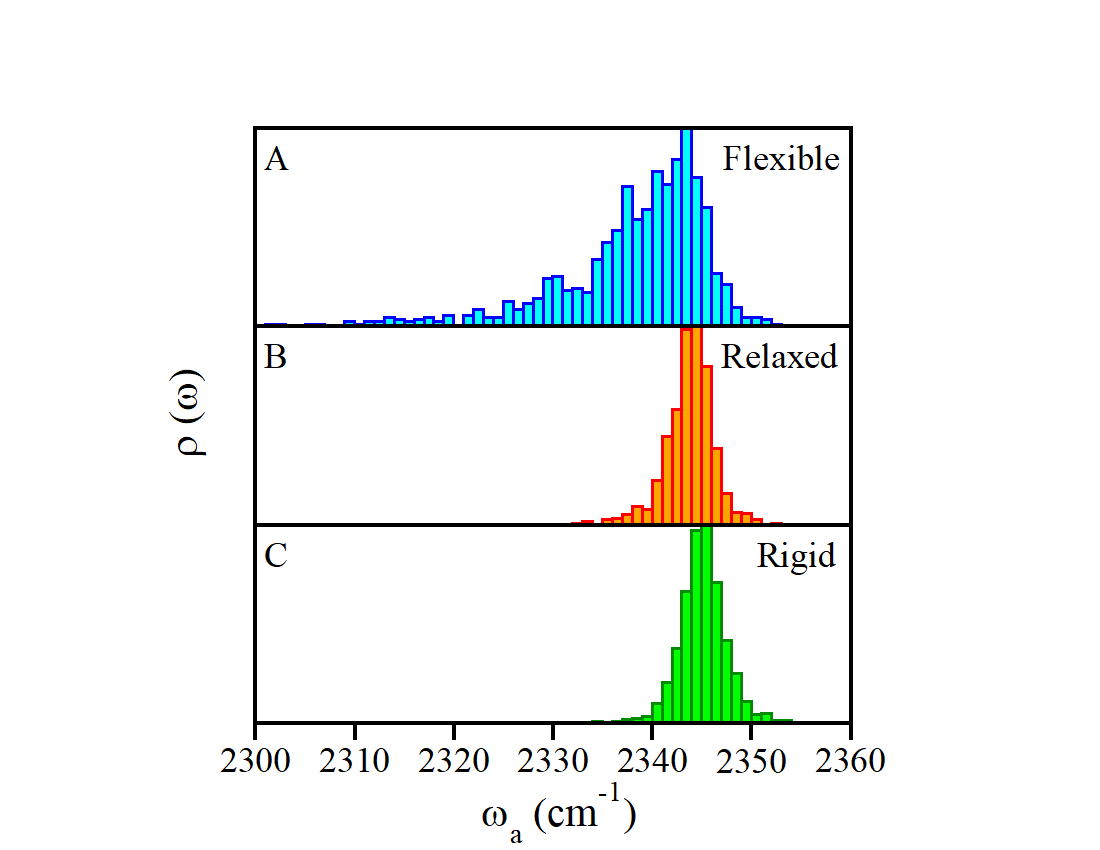 A
Flexible
B
Relaxed
ρ (ω)
C
Rigid
2300 2310 2320 2330 2340 2350 2360
ωₐ (cm⁻¹)